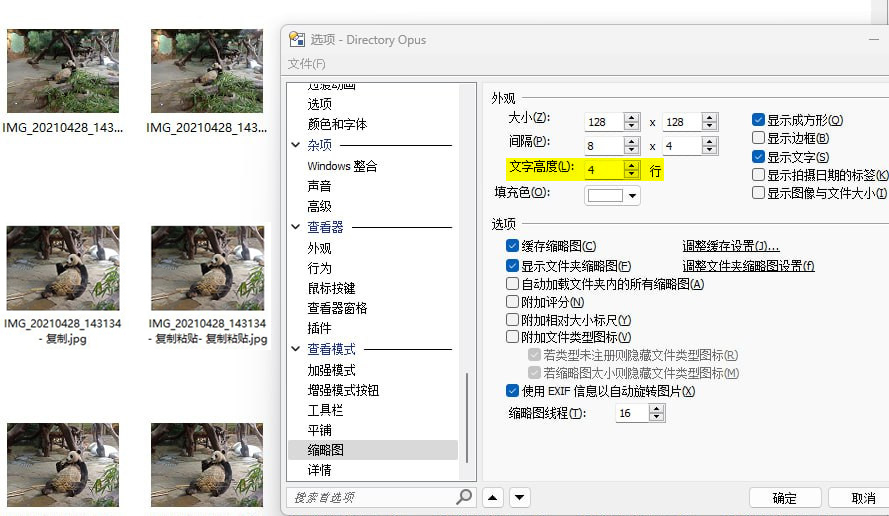 IMG_20210428_143...
IMG_20210428_143...
IMG_20210428_143134
- 复制.jpg
IMG_20210428_143134
- 复制粘贴- 复制粘贴.jpg
选项 - Directory Opus
文件(F)
过渡动画
选项
颜色和字体
杂项
Windows 整合
声音
高级
查看器
外观
行为
鼠标按键
查看器窗格
插件
查看模式
加强模式
增强模式按钮
工具栏
平铺
缩略图
详情
搜索首选项
外观
大小(Z): 128 x 128
间隔(P): 8 x 4
文字高度(L): 4 行
填充色(O):
显示成方形(Q)
显示边框(B)
显示文字(S)
显示拍摄日期的标签(K)
显示图像与文件大小(I)
选项
缓存缩略图(C) 调整缓存设置(J)...
显示文件夹缩略图(F) 调整文件夹缩略图设置(f)
自动加载文件夹内的所有缩略图(A)
附加评分(N)
附加相对大小标尺(Y)
附加文件类型图标(V)
若类型未注册则隐藏文件类型图标(R)
若缩略图太小则隐藏文件类型图标(M)
使用 EXIF 信息以自动旋转图片(X)
缩略图线程(T): 16
确定 取消